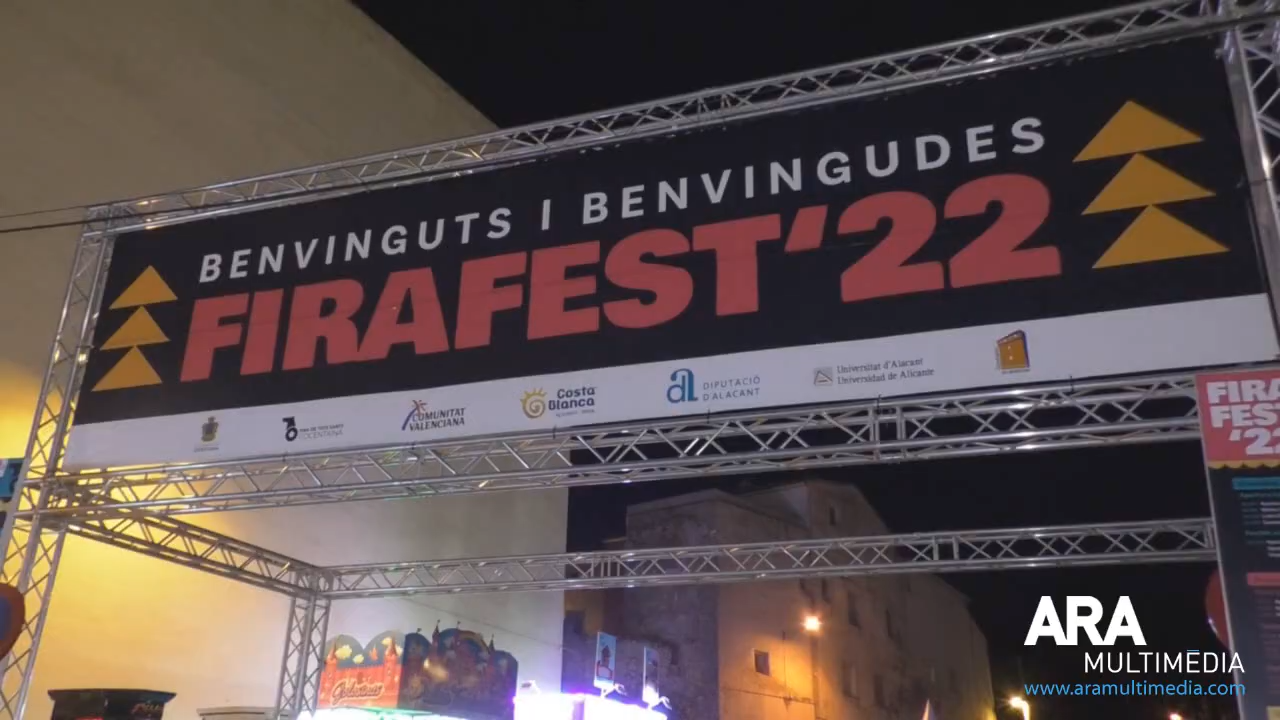 BENVINGUTS I BENVINGUDES
FIRAFEST'22
COMUNITAT
VALENCIANA
Costa
Blanca
DIPUTACIÓ
D'ALACANT
Universitat d'Alacant
Universidad de Alicante
FIRA
FEST
'22
ARA
MULTIMÈDIA
www.aramultimedia.com